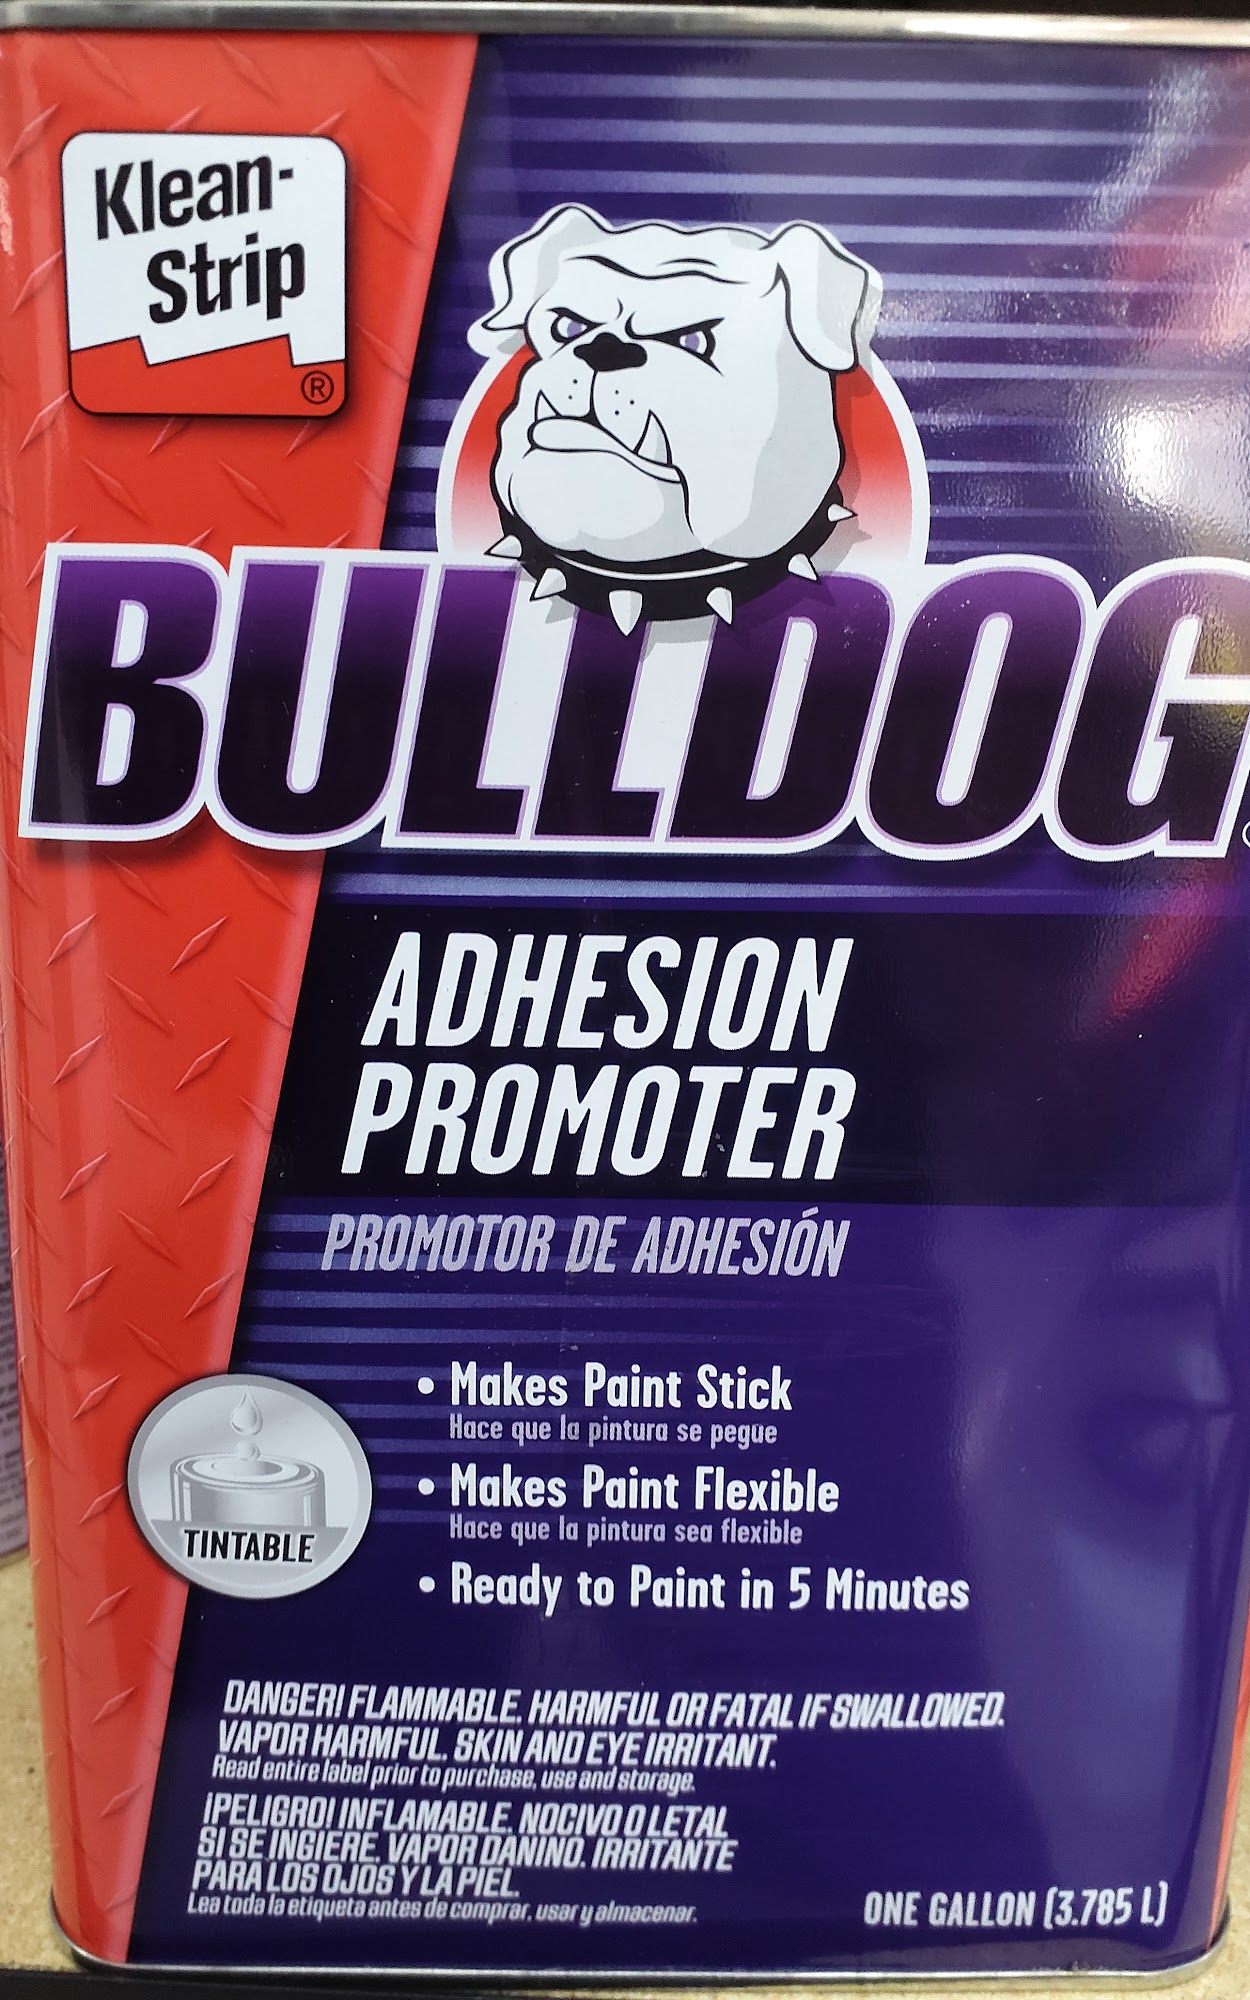 Klean-
Strip
®
BULLDOG
ADHESION
PROMOTER
PROMOTOR DE ADHESIÓN
• Makes Paint Stick
Hace que la pintura se pegue
• Makes Paint Flexible
Hace que la pintura sea flexible
• Ready to Paint in 5 Minutes
TINTABLE
DANGER! FLAMMABLE. HARMFUL OR FATAL IF SWALLOWED.
VAPOR HARMFUL. SKIN AND EYE IRRITANT.
Read entire label prior to purchase, use and storage.
¡PELIGRO! INFLAMABLE. NOCIVO O LETAL
SI SE INGIERE. VAPOR DANINO. IRRITANTE
PARA LOS OJOS Y LA PIEL.
Lea toda la etiqueta antes de comprar, usar y almacenar.
ONE GALLON (3.785 L)